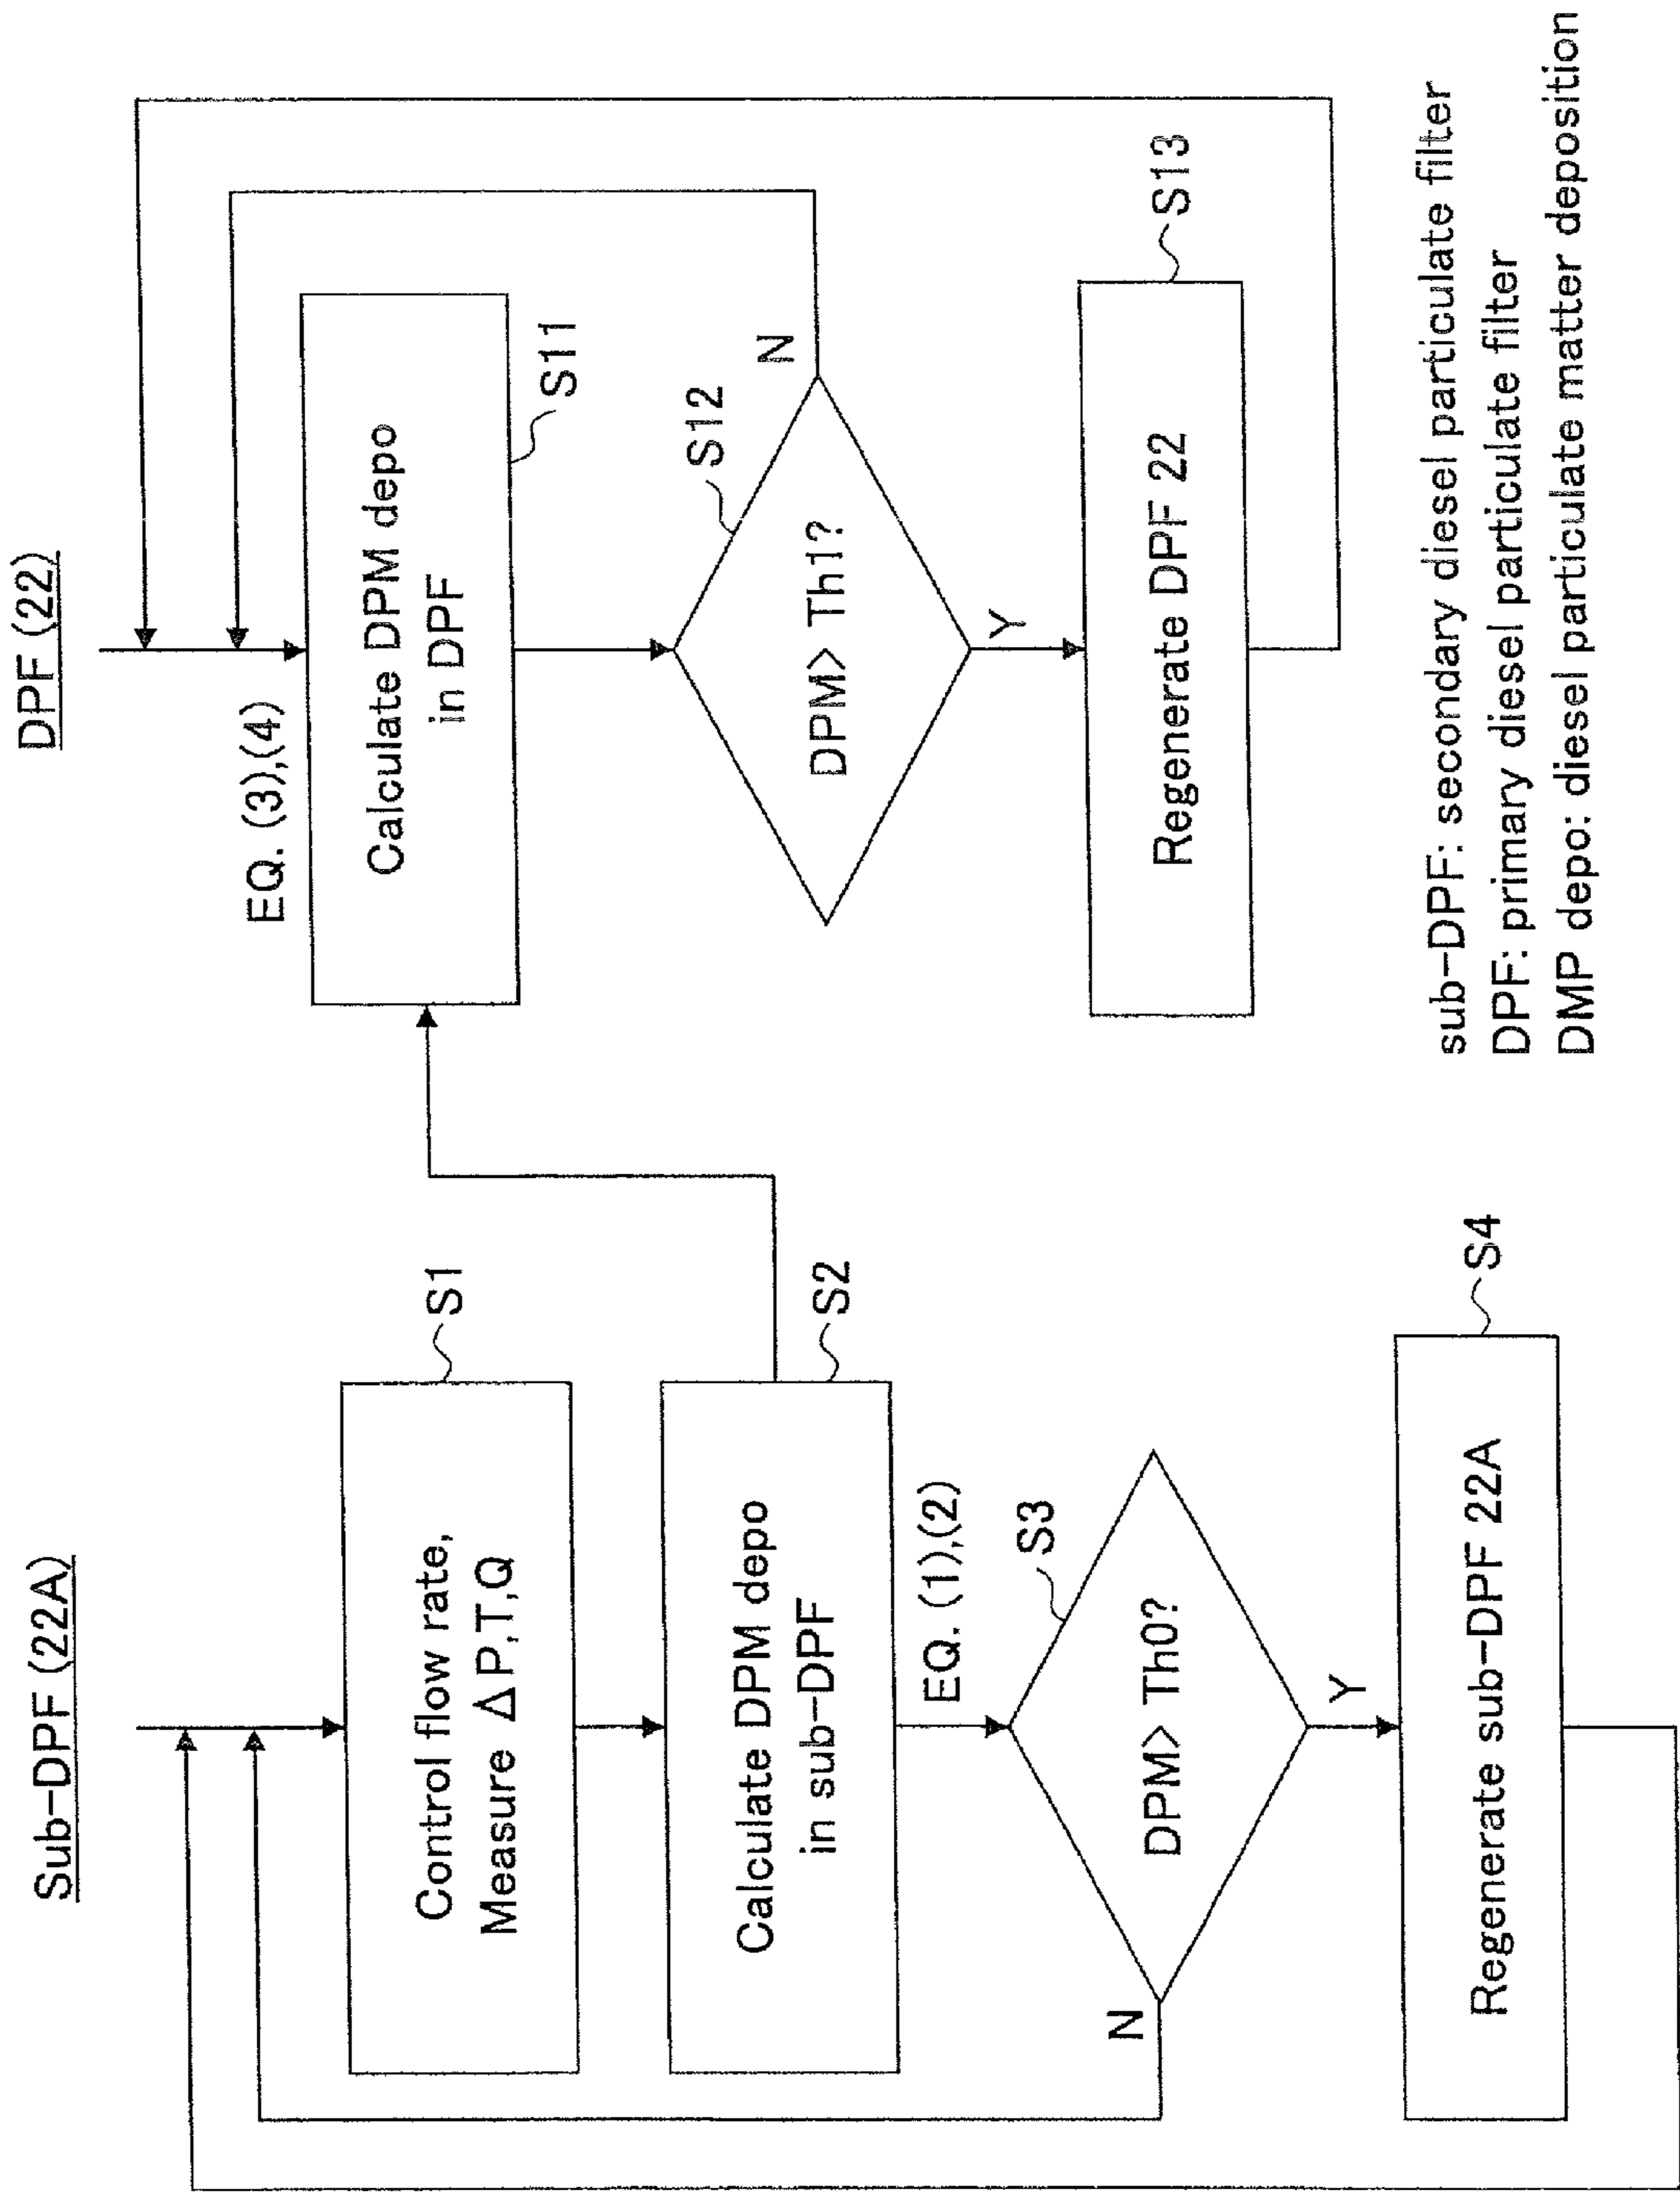 Sub-DPF (22A)
Control flow rate,
Measure Δ P,T,Q
S1
Calculate DPM depo
in sub-DPF
S2
EQ. (1),(2)
S3
DPM> Th0?
N
Y
Regenerate sub-DPF 22A
S4
DPF (22)
EQ. (3),(4)
Calculate DPM depo
in DPF
S11
S12
DPM> Th1?
N
Y
Regenerate DPF 22
S13
sub-DPF: secondary diesel particulate filter
DPF: primary diesel particulate filter
DMP depo: diesel particulate matter deposition